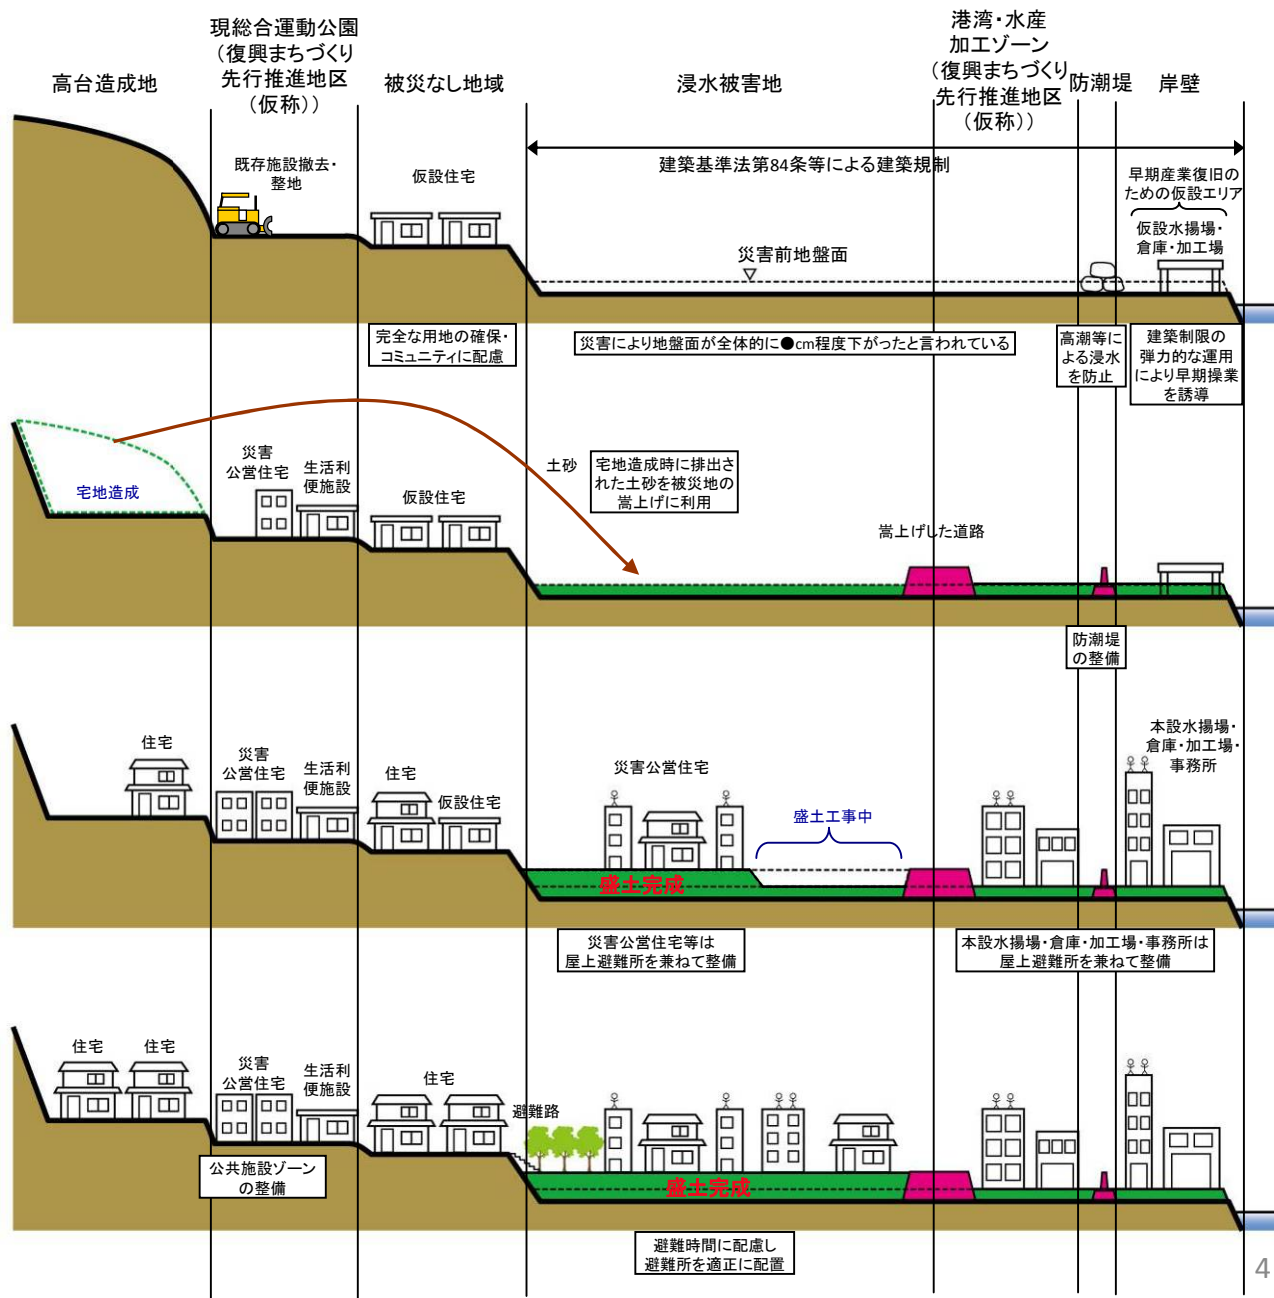 高台造成地
現総合運動公園
(復興まちづくり
先行推進地区
(仮称))
被災なし地域
浸水被害地
港湾・水産
加工ゾーン
(復興まちづくり
先行推進地区
(仮称))
防潮堤
岸壁
建築基準法第84条等による建築規制
既存施設撤去・
整地
仮設住宅
災害前地盤面
早期産業復旧の
ための仮設エリア
仮設水揚場・
倉庫・加工場
完全な用地の確保・
コミュニティに配慮
災害により地盤面が全体的に●cm程度下がったと言われている
高潮等に
よる浸水
を防止
建築制限の
弾力的な運用
により早期操業
を誘導
宅地造成
災害
公営住宅
生活利
便施設
仮設住宅
土砂
宅地造成時に排出さ
れた土砂を被災地の
嵩上げに利用
嵩上げした道路
防潮堤
の整備
住宅
災害
公営住宅
生活利
便施設
住宅
仮設住宅
災害公営住宅
盛土工事中
本設水揚場・
倉庫・加工場・
事務所
盛土完成
災害公営住宅等は
屋上避難所を兼ねて整備
本設水揚場・倉庫・加工場・事務所は
屋上避難所を兼ねて整備
住宅
住宅
災害
公営住宅
生活利
便施設
住宅
避難路
公共施設ゾーン
の整備
盛土完成
避難時間に配慮し
避難所を適正に配置
4